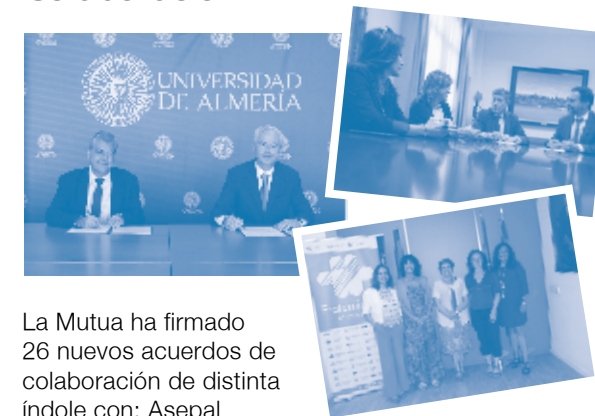 UNIVERSIDAD
DE ALMERÍA
La Mutua ha firmado
26 nuevos acuerdos de
colaboración de distinta
índole con: Asepal